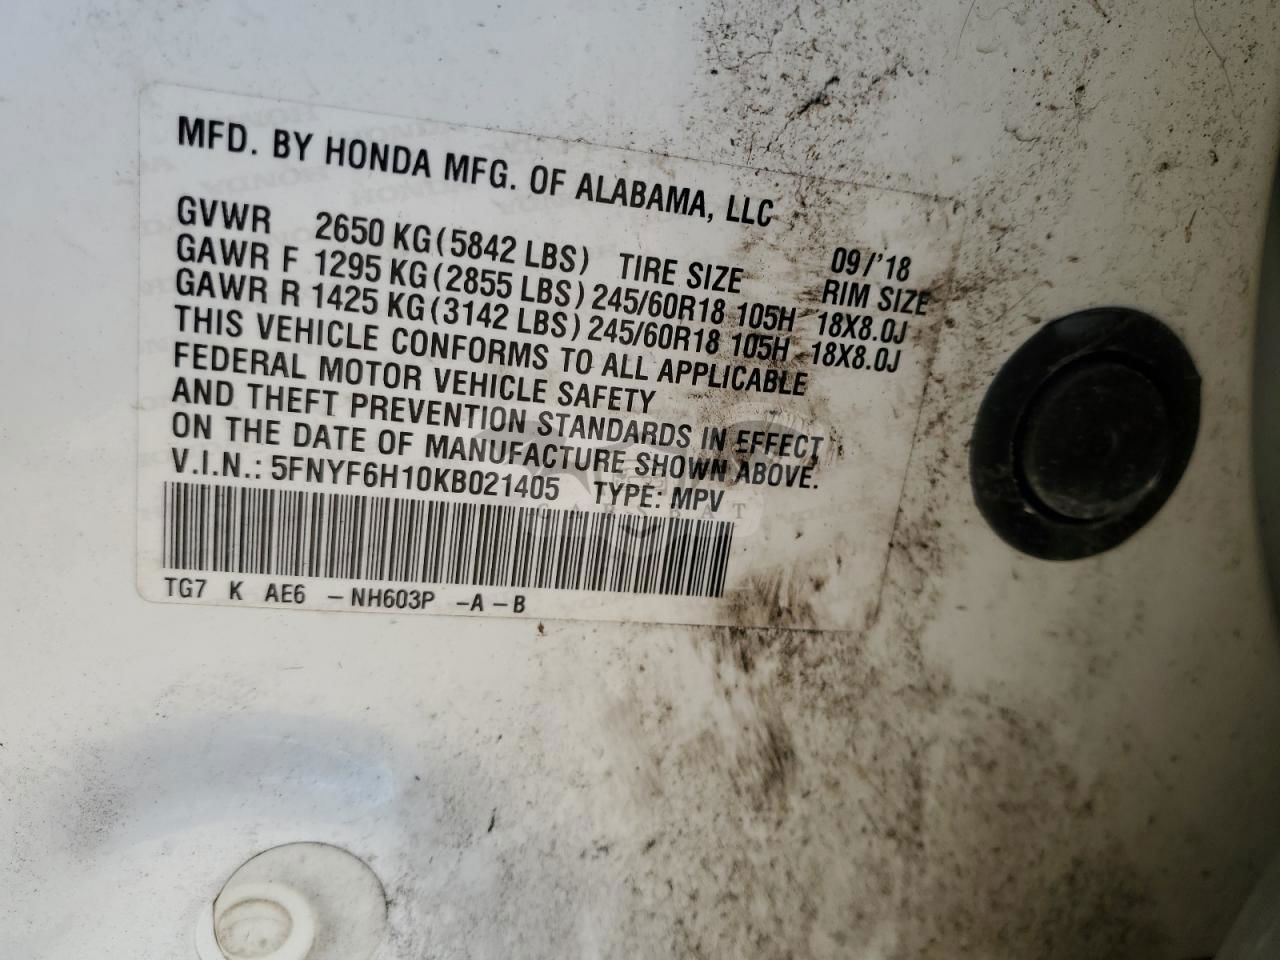 MFD. BY HONDA MFG. OF ALABAMA, LLC
09/'18
GVWR 2650 KG(5842 LBS) TIRE SIZE RIM SIZE
GAWR F 1295 KG(2855 LBS)245/60R18 105H 18X8.0J
GAWR R 1425 KG(3142 LBS)245/60R18 105H 18X8.0J
THIS VEHICLE CONFORMS TO ALL APPLICABLE
FEDERAL MOTOR VEHICLE SAFETY
AND THEFT PREVENTION STANDARDS IN EFFECT
ON THE DATE OF MANUFACTURE SHOWN ABOVE.
V.I.N.: 5FNYF6H10KB021405 TYPE: MPV
TG7 K AE6 -NH603P -A-B